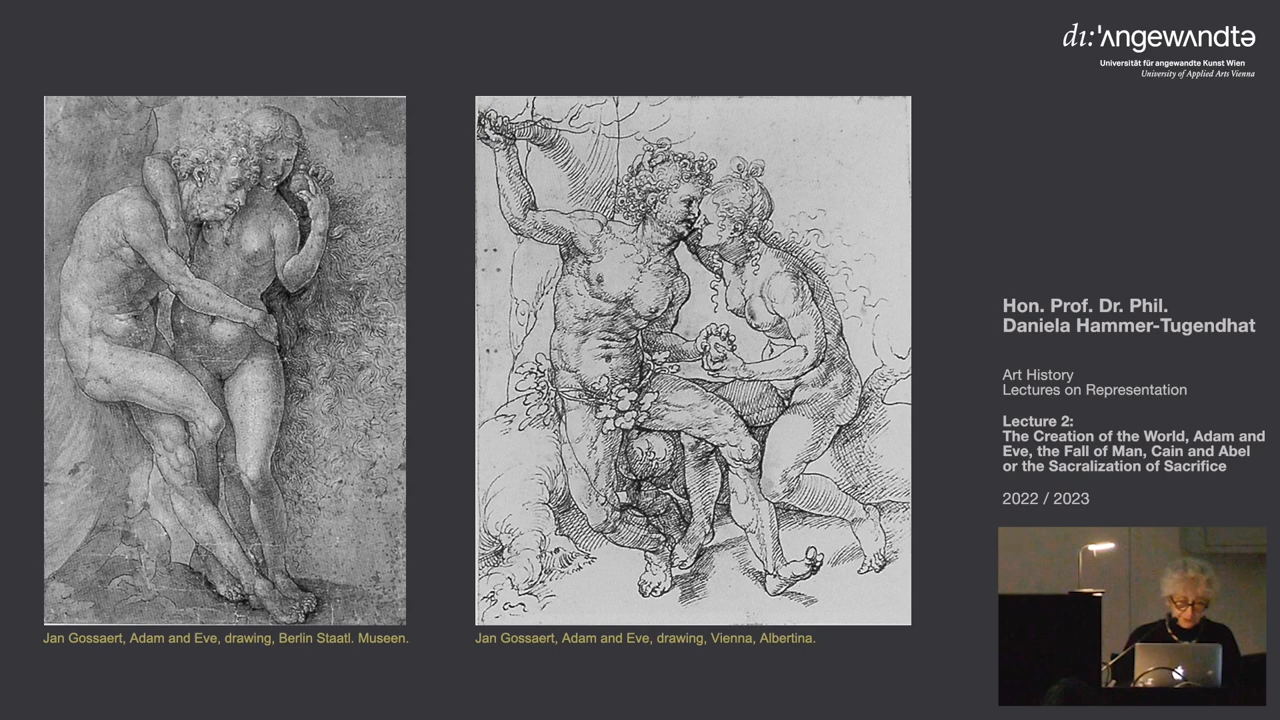 dı:'ʌngewʌndtə
Universität für angewandte Kunst Wien
University of Applied Arts Vienna
Hon. Prof. Dr. Phil.
Daniela Hammer-Tugendhat
Art History
Lectures on Representation
Lecture 2:
The Creation of the World, Adam and
Eve, the Fall of Man, Cain and Abel
or the Sacralization of Sacrifice
2022 / 2023
Jan Gossaert, Adam and Eve, drawing, Berlin Staatl. Museen.
Jan Gossaert, Adam and Eve, drawing, Vienna, Albertina.